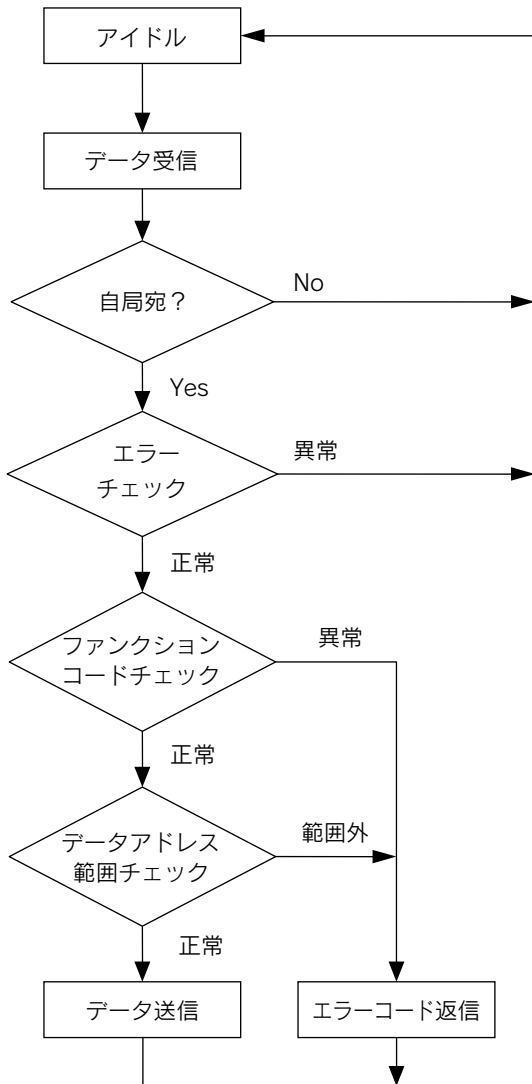 アイドル
データ受信
自局宛？
No
Yes
エラー
チェック
異常
正常
ファンクション
コードチェック
異常
正常
データアドレス
範囲チェック
範囲外
正常
データ送信
エラーコード返信